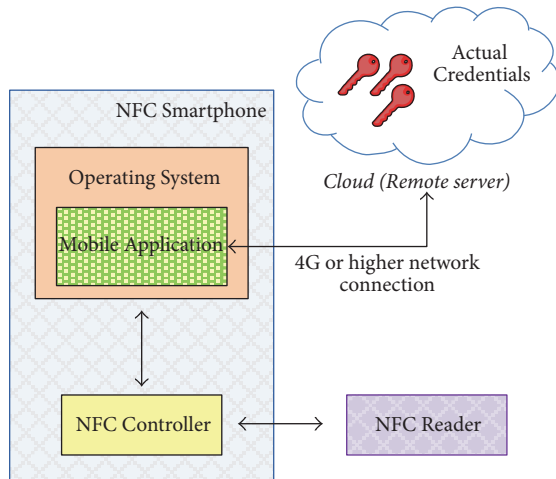 Actual
Credentials
NFC Smartphone
Operating System
Cloud (Remote server)
Mobile Application
4G or higher network
connection
NFC Controller
NFC Reader